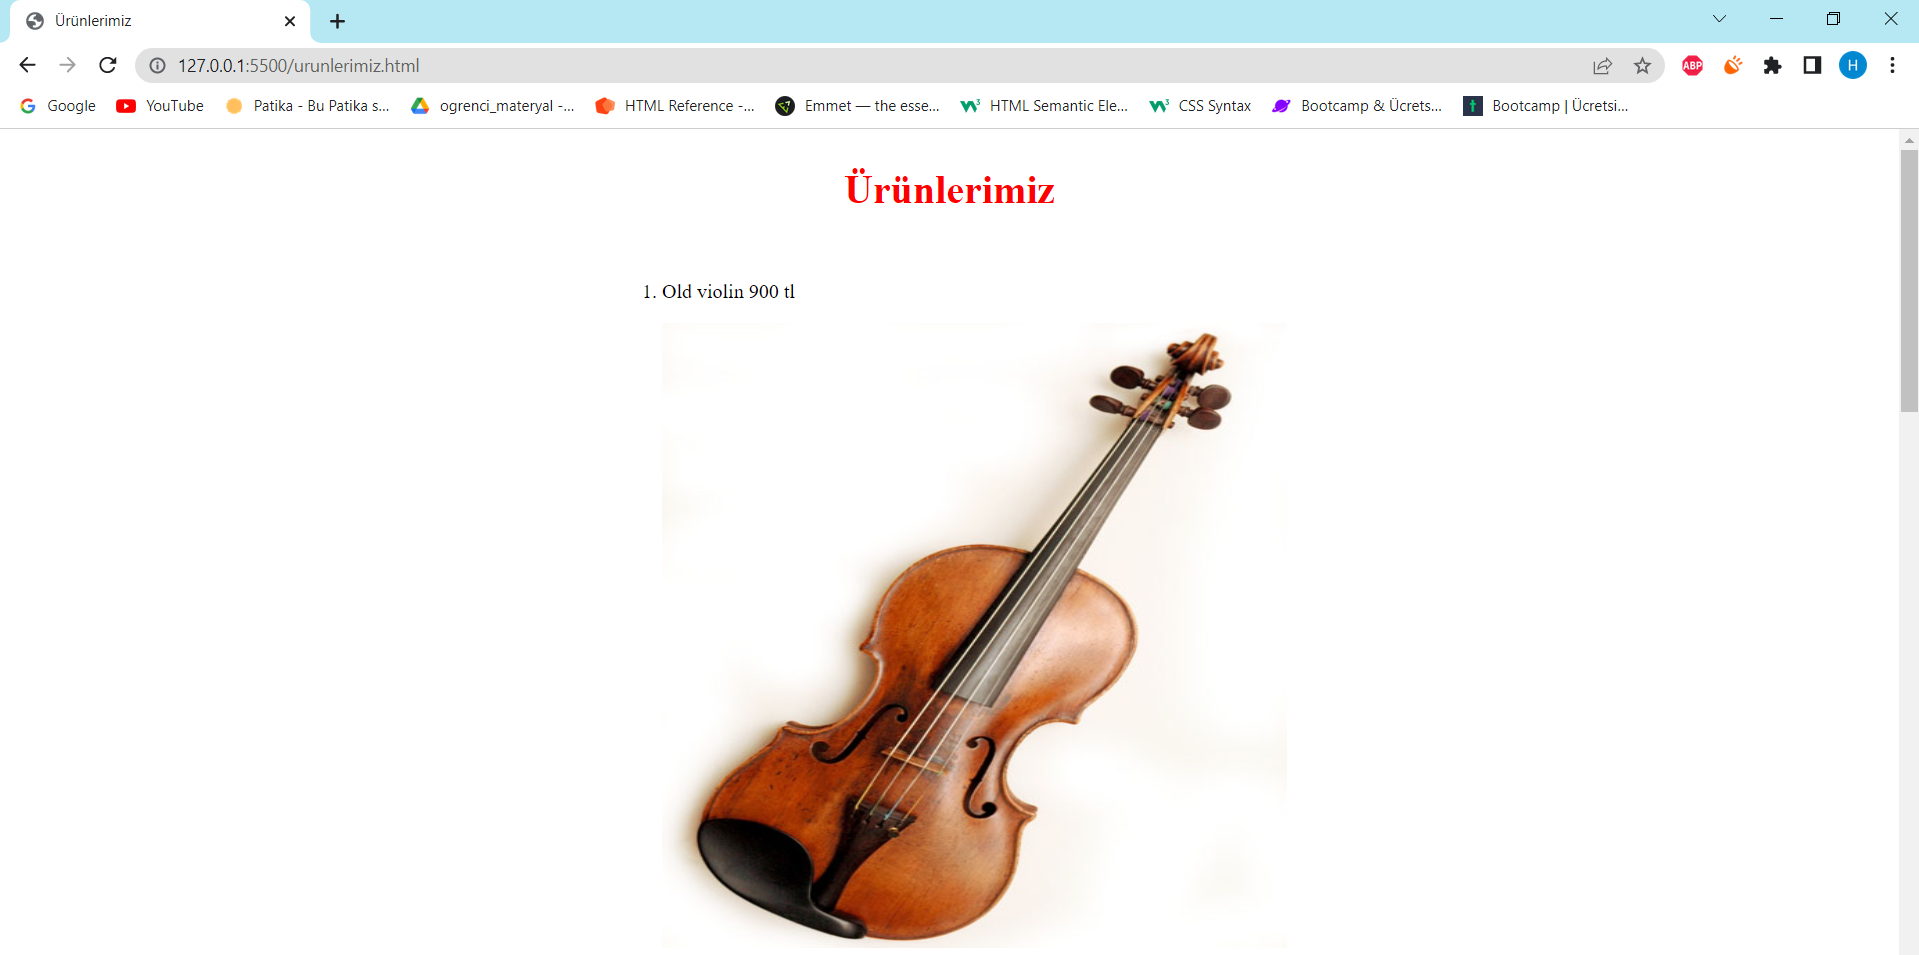 Ürünlerimiz
127.0.0.1:5500/urunlerimiz.html
ABP
H
Google
YouTube
Patika - Bu Patika s...
ogrenci_materyal -...
HTML Reference -...
Emmet — the esse...
HTML Semantic Ele...
CSS Syntax
Bootcamp & Ücrets...
Bootcamp | Ücretsi...
Ürünlerimiz
1. Old violin 900 tl